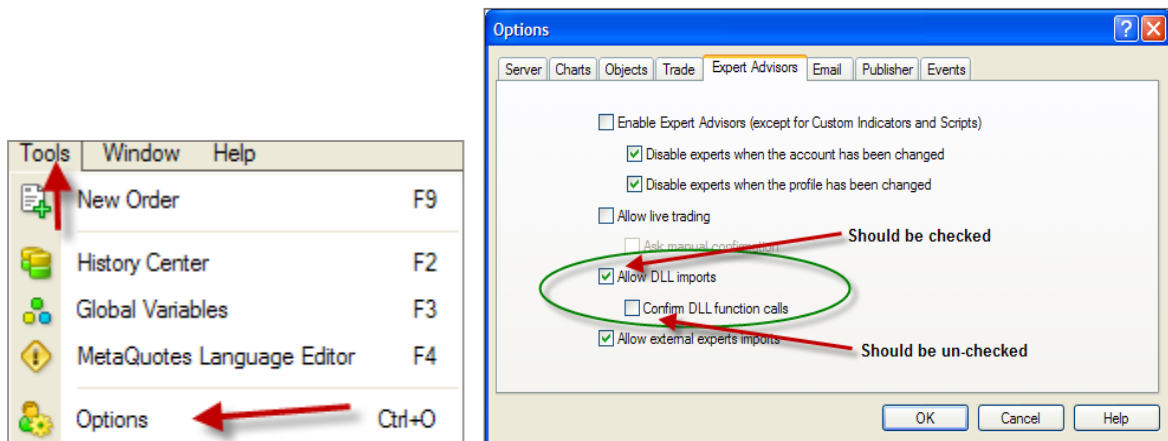 Tools Window Help
New Order F9
History Center F2
Global Variables F3
MetaQuotes Language Editor F4
Options Ctrl+O
Options
Server Charts Objects Trade Expert Advisors Email Publisher Events
Enable Expert Advisors (except for Custom Indicators and Scripts)
Disable experts when the account has been changed
Disable experts when the profile has been changed
Allow live trading
Ask manual confirmation
Should be checked
Allow DLL imports
Confirm DLL function calls
Allow external experts imports
Should be un-checked
OK Cancel Help